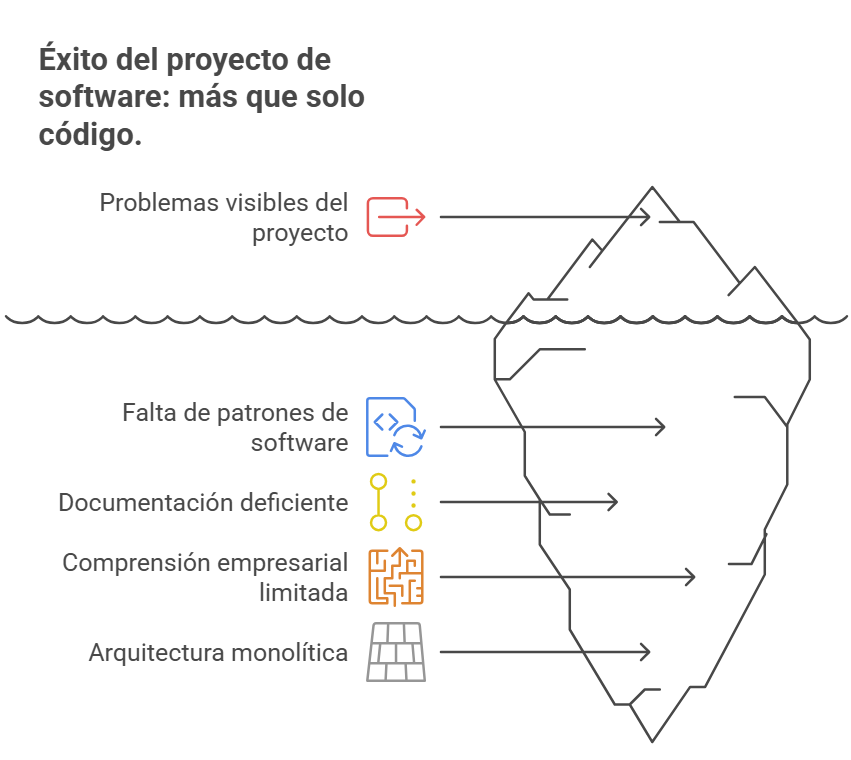 Éxito del proyecto de
software: más que solo
código.
Problemas visibles del
proyecto
Falta de patrones de
software
Documentación deficiente
Comprensión empresarial
limitada
Arquitectura monolítica